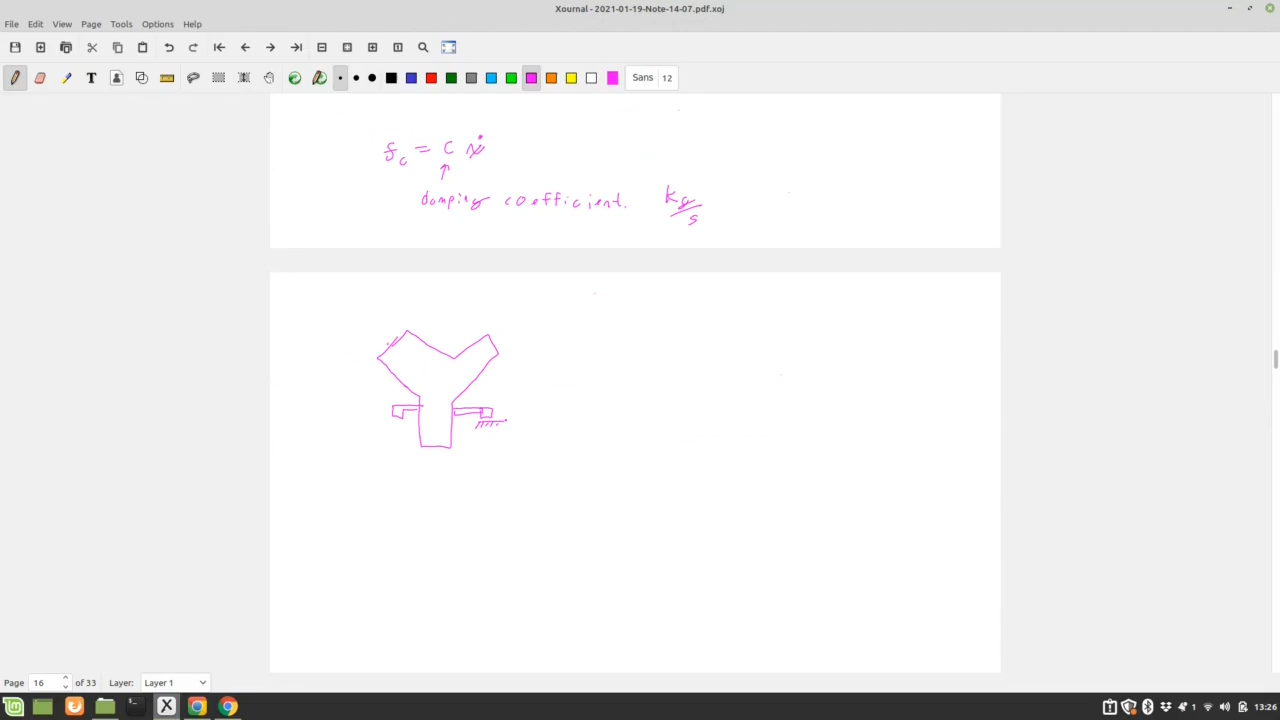 Xournal - 2021-01-19-Note-14-07.pdf.xoj
File Edit View Page Tools Options Help
Sans 12
f_c = c ẋ
↑
damping coefficient. kg/s
Page 16 of 33 Layer: Layer 1
13:26